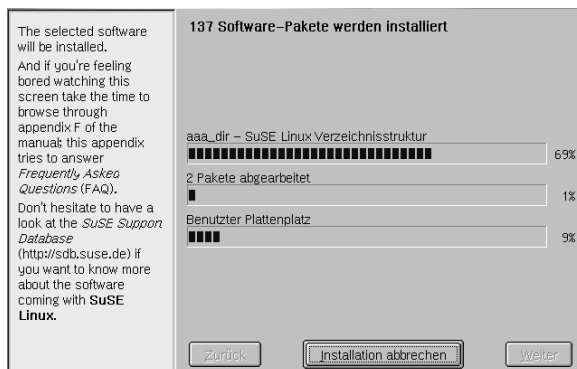 The selected software
will be installed.
And if you're feeling
bored watching this
screen take the time to
browse through
appendix F of the
manual; this appendix
tries to answer
Frequently Asked
Questions (FAQ).
Don't hesitate to have a
look at the SuSE Support
Database
(http://sdb.suse.de) if
you want to know more
about the software
coming with SuSE
Linux.
137 Software-Pakete werden installiert
aaa_dir - SuSE Linux Verzeichnisstruktur
69%
2 Pakete abgearbeitet
1%
Benutzter Plattenplatz
9%
Zurück
Installation abbrechen
Weiter